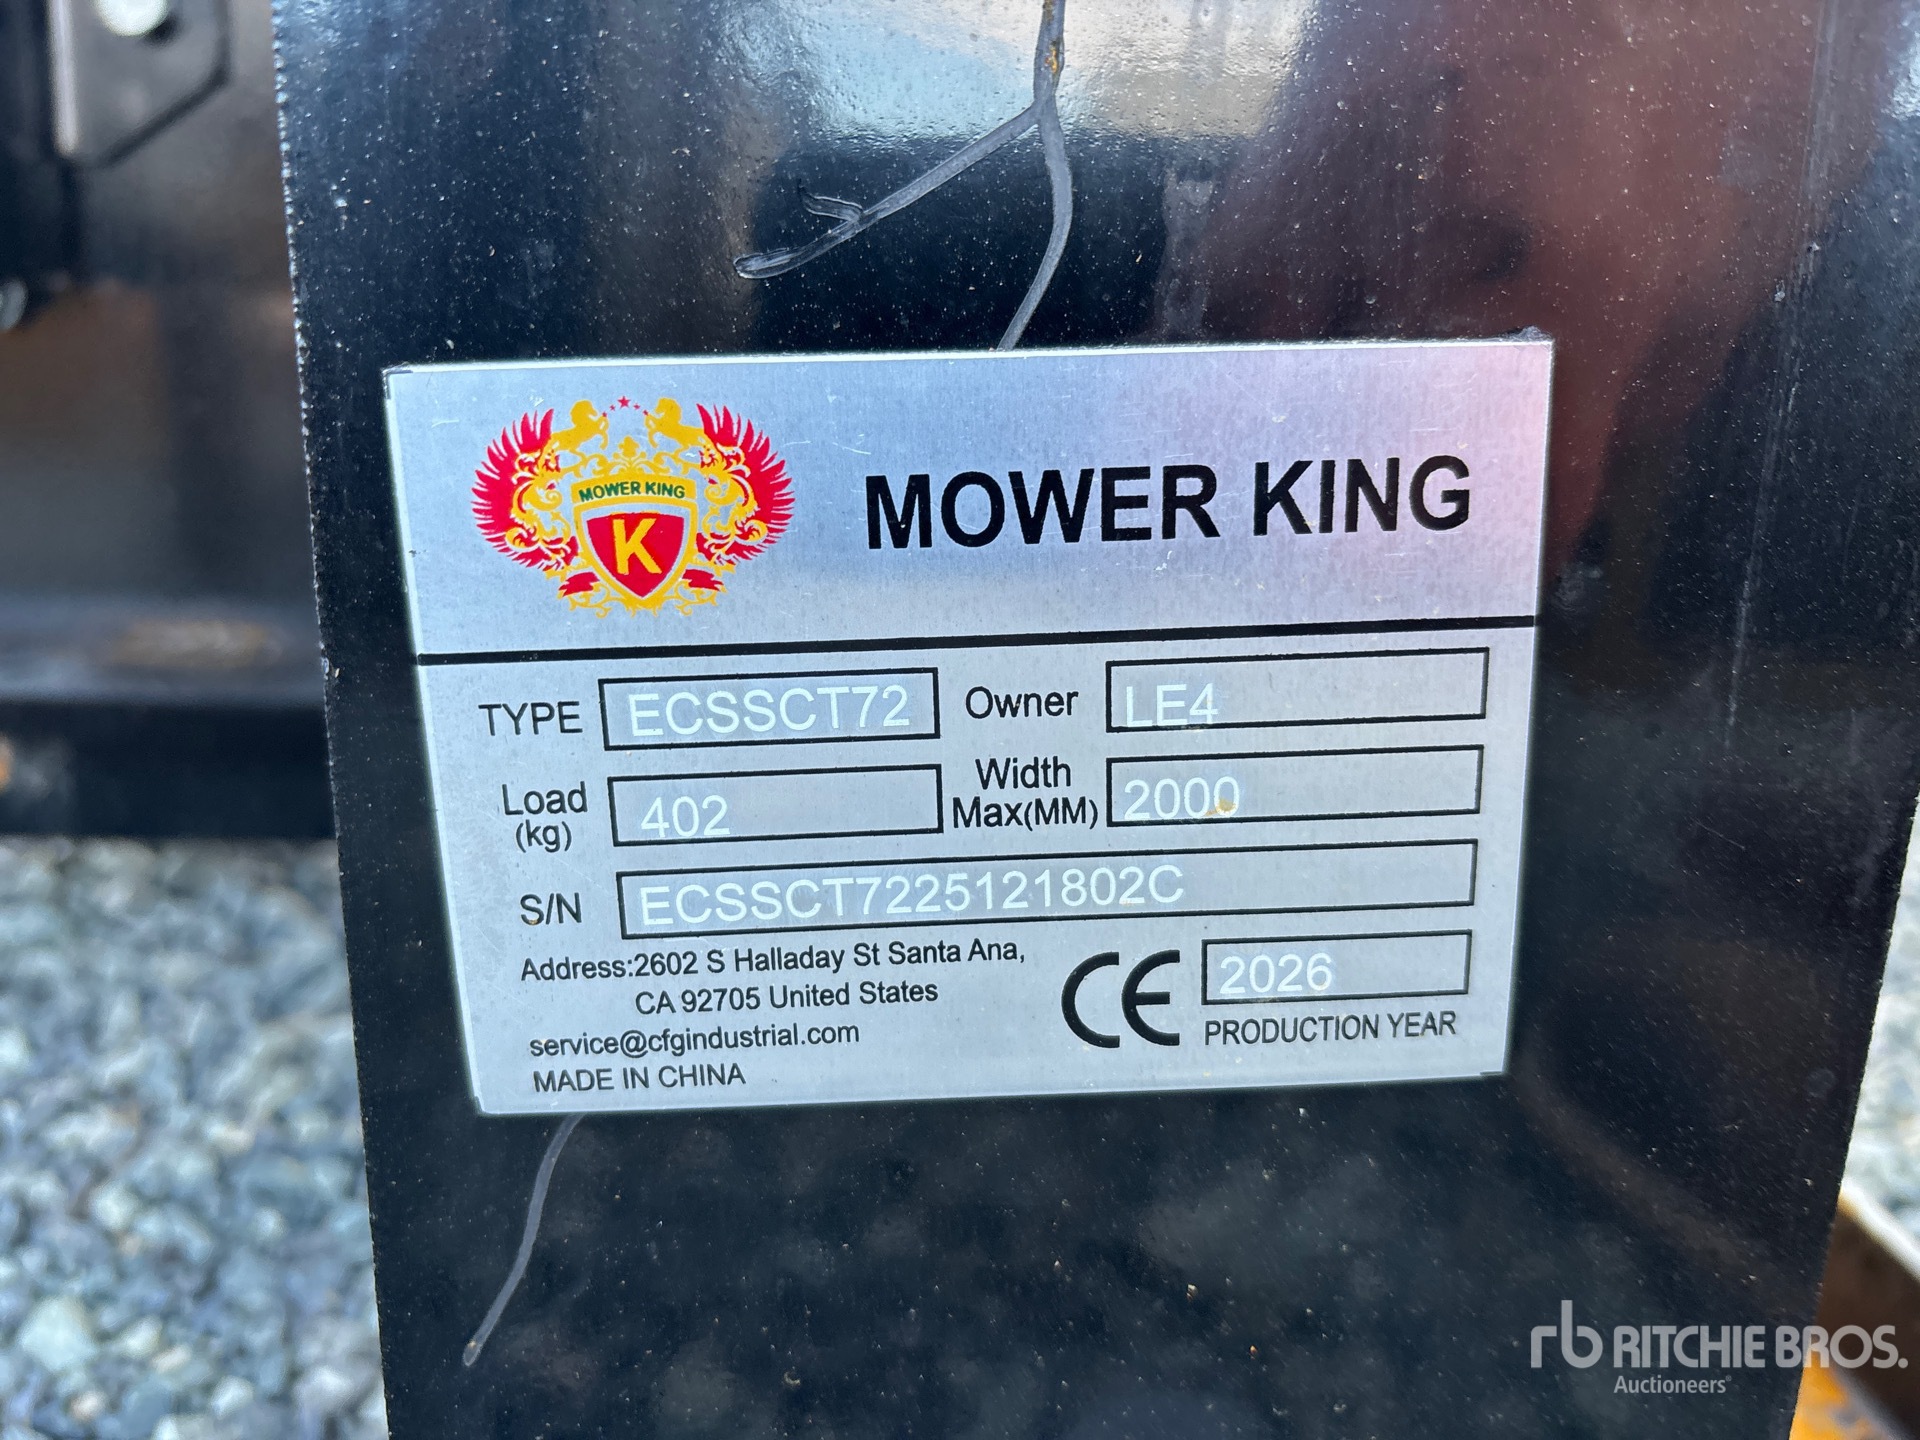 MOWER KING
K
MOWER KING
TYPE ECSSCT72 Owner LE4
Load (kg) 402 Width Max(MM) 2000
S/N ECSSCT7225121802C
Address:2602 S Halladay St Santa Ana,
CA 92705 United States
service@cfgindustrial.com
MADE IN CHINA
CE 2026
PRODUCTION YEAR
rb RITCHIE BROS.
Auctioneers